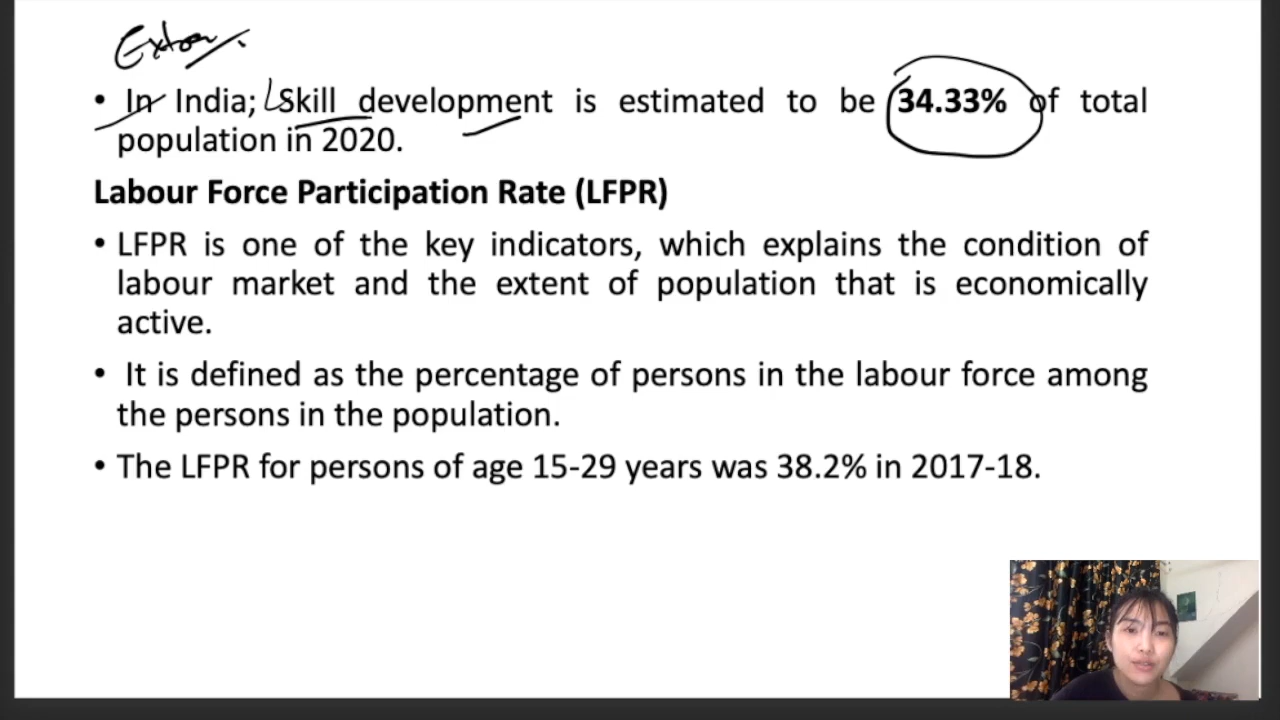 Extra
• In India; Skill development is estimated to be 34.33% of total
population in 2020.
Labour Force Participation Rate (LFPR)
• LFPR is one of the key indicators, which explains the condition of
labour market and the extent of population that is economically
active.
• It is defined as the percentage of persons in the labour force among
the persons in the population.
• The LFPR for persons of age 15-29 years was 38.2% in 2017-18.